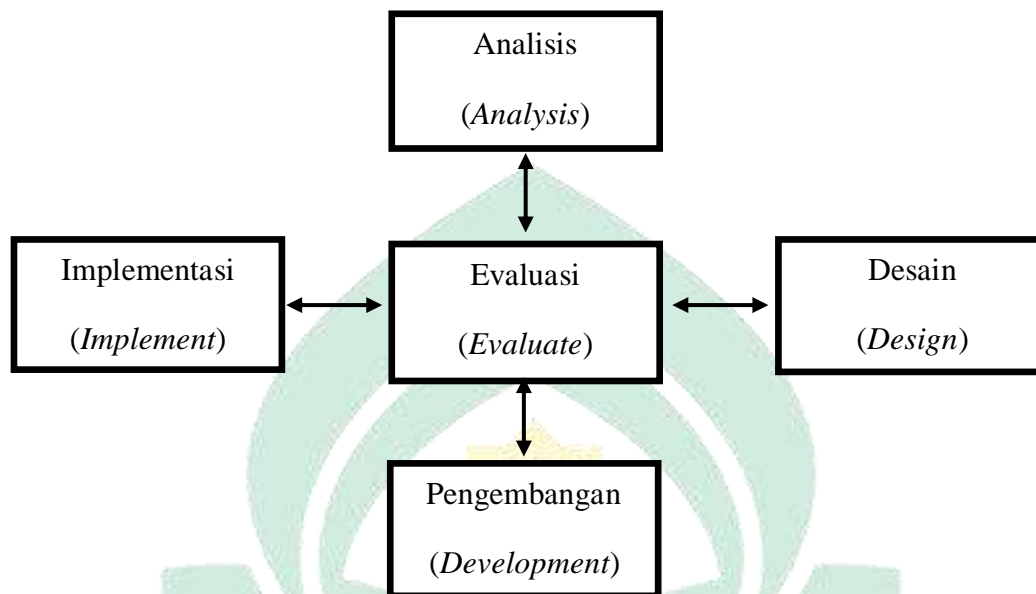 Analisis
(Analysis)
Implementasi
(Implement)
Evaluasi
(Evaluate)
Desain
(Design)
Pengembangan
(Development)